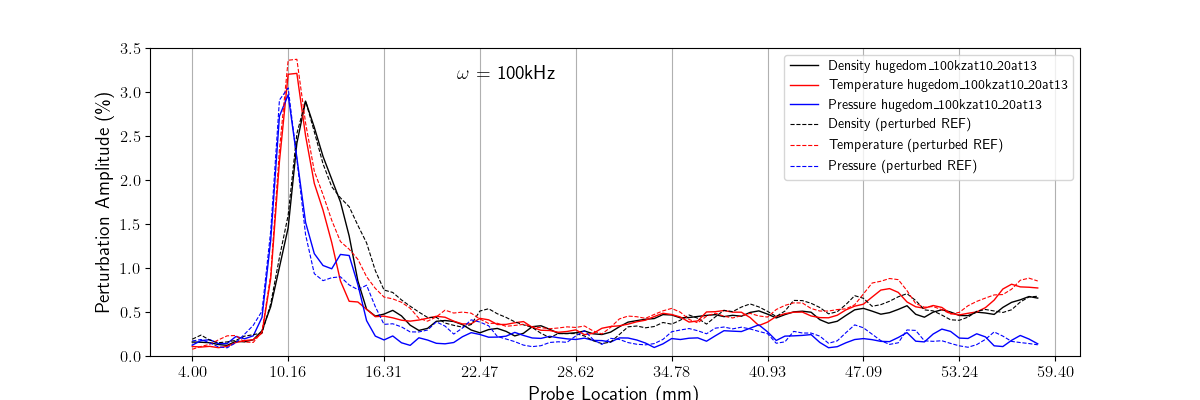 ω = 100kHz
Density hugedom_100kzat10_20at13
Temperature hugedom_100kzat10_20at13
Pressure hugedom_100kzat10_20at13
Density (perturbed REF)
Temperature (perturbed REF)
Pressure (perturbed REF)
Perturbation Amplitude (%)
3.5
3.0
2.5
2.0
1.5
1.0
0.5
0.0
4.00 10.16 16.31 22.47 28.62 34.78 40.93 47.09 53.24 59.40
Probe Location (mm)